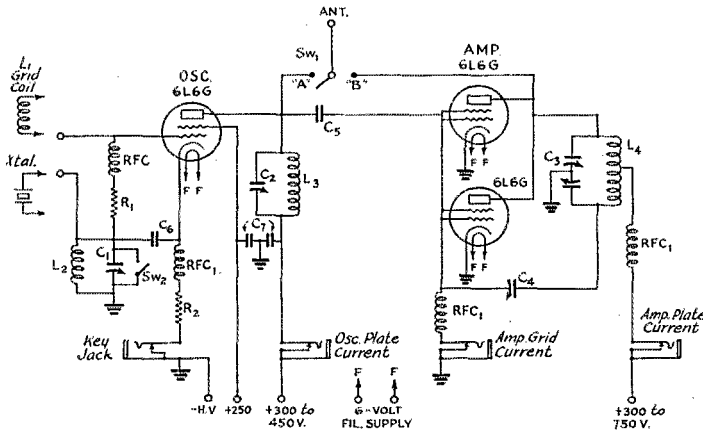 ANT.
Sw₁
"A"
"B"
L₁
Grid
Coil
OSC.
6L6G
AMP.
6L6G
C₅
Xtal.
RFC
F F
F F
C₂
L₃
C₃
L₄
6L6G
R₁
C₆
C₇
L₂
C₁
Sw₂
RFC₁
F F
RFC₁
R₂
C₄
RFC₁
Key
Jack
Osc. Plate
Current
Amp. Grid
Current
Amp. Plate
Current
F F
-H.V. +250 +300 to
450 V.
6-VOLT
FIL. SUPPLY
+300 to
750 V.